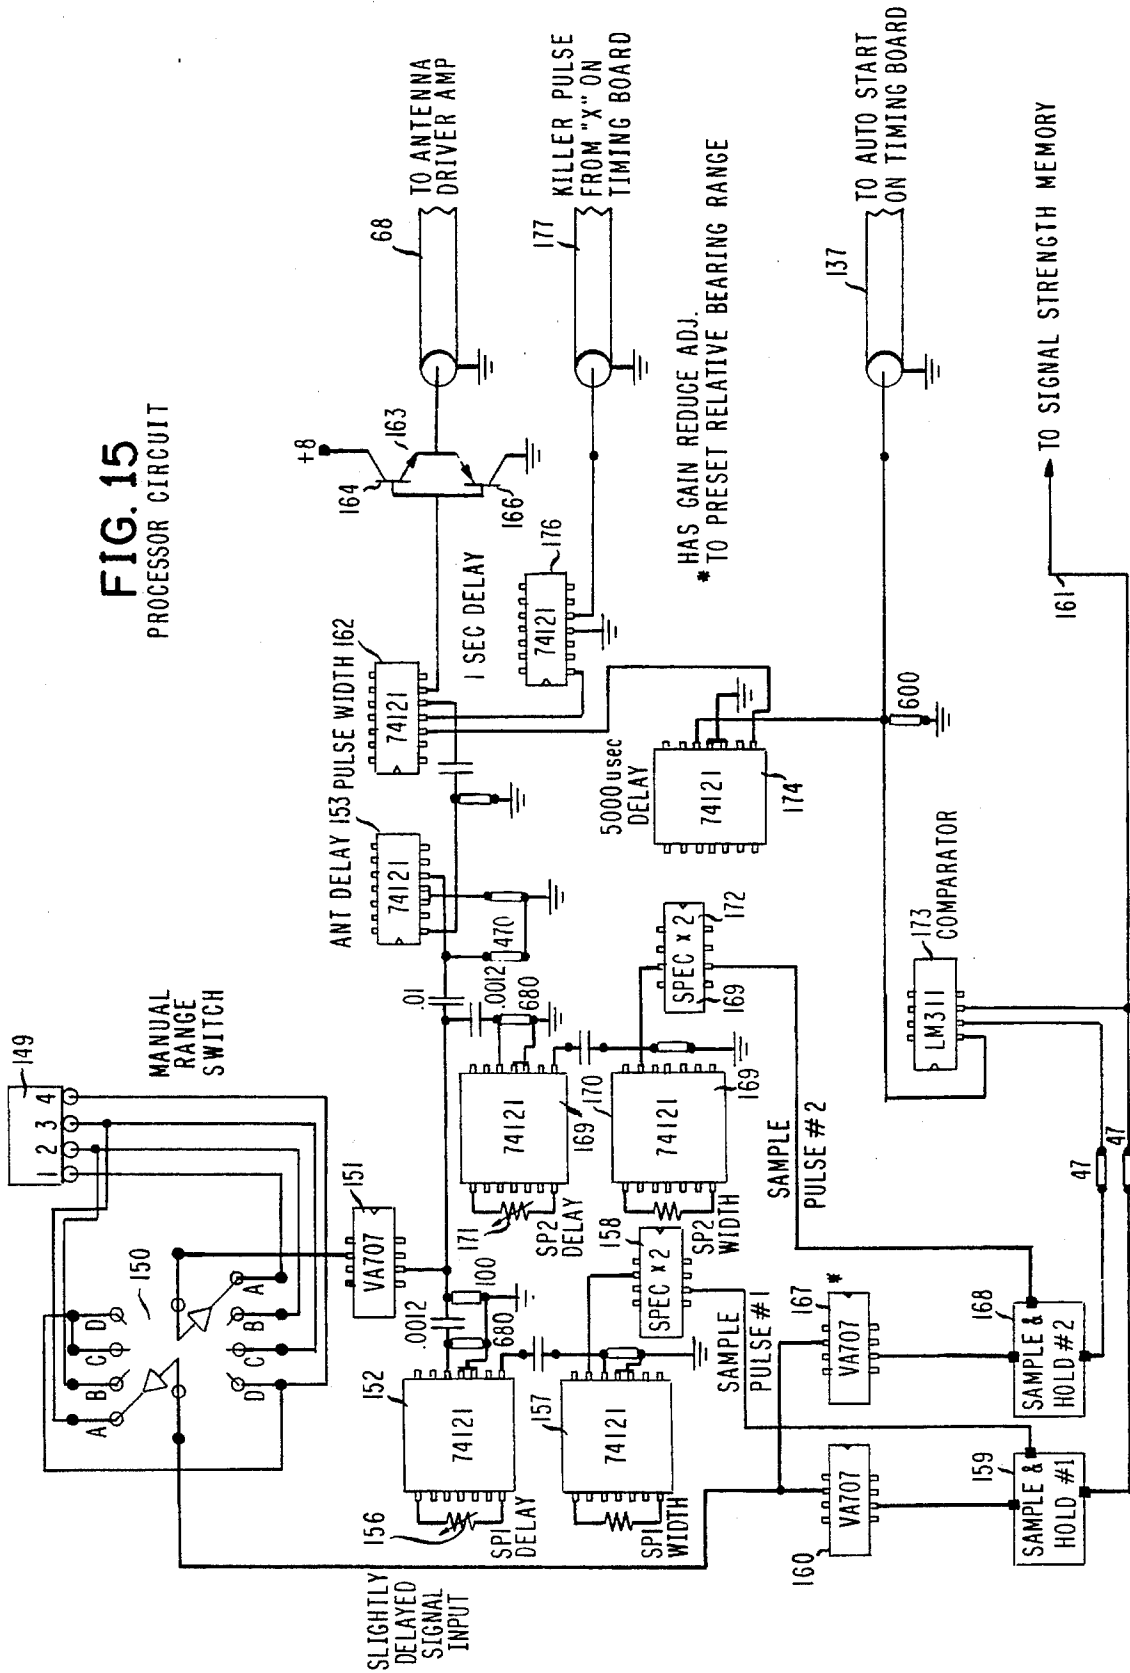 FIG. 15
PROCESSOR CIRCUIT
149
1 2 3 4
MANUAL
RANGE
SWITCH
150
A
B
C
D
A
B
C
D
151
VA707
SLIGHTLY
DELAYED
SIGNAL
INPUT
152
74121
156
SP1
DELAY
.0012
100
680
157
74121
SP1
WIDTH
158
SPEC x 2
SAMPLE
PULSE #1
ANT DELAY 153
74121
PULSE WIDTH 162
74121
.01
470
.0012
680
74121
169
171
SP2
DELAY
170
74121
169
SP2
WIDTH
172
SPEC x 2
169
SAMPLE
PULSE #2
+8
164
163
166
68
TO ANTENNA
DRIVER AMP
1 SEC DELAY
176
74121
177
KILLER PULSE
FROM "X" ON
TIMING BOARD
5000usec
DELAY
74121
174
HAS GAIN REDUCE ADJ.
* TO PRESET RELATIVE BEARING RANGE
600
137
TO AUTO START
ON TIMING BOARD
173
COMPARATOR
LM311
160
VA707
167
*
VA707
159
SAMPLE &
HOLD #1
168
SAMPLE &
HOLD #2
47
47
161
TO SIGNAL STRENGTH MEMORY